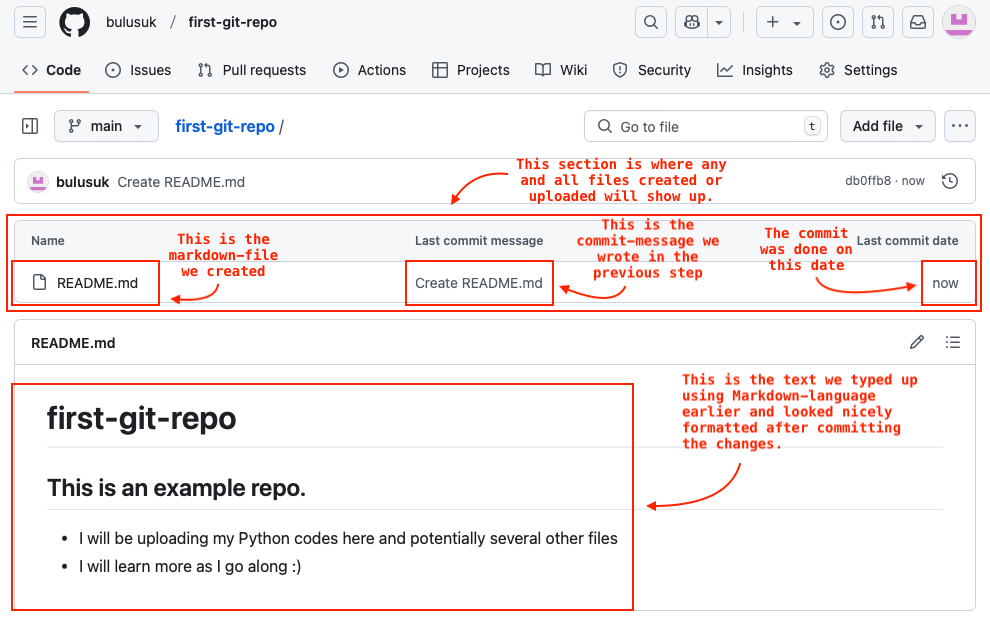 bulusuk / first-git-repo
Code Issues Pull requests Actions Projects Wiki Security Insights Settings
main first-git-repo / Go to file t Add file
bulusuk Create README.md db0ffb8 · now
This section is where any
and all files created or
uploaded will show up.
Name Last commit message Last commit date
This is the
markdown-file
we created
This is the
commit-message we
wrote in the
previous step
The commit
was done on
this date
README.md Create README.md now
README.md
This is the text we typed up
using Markdown-language
earlier and looked nicely
formatted after committing
the changes.
first-git-repo
This is an example repo.
• I will be uploading my Python codes here and potentially several other files
• I will learn more as I go along :)